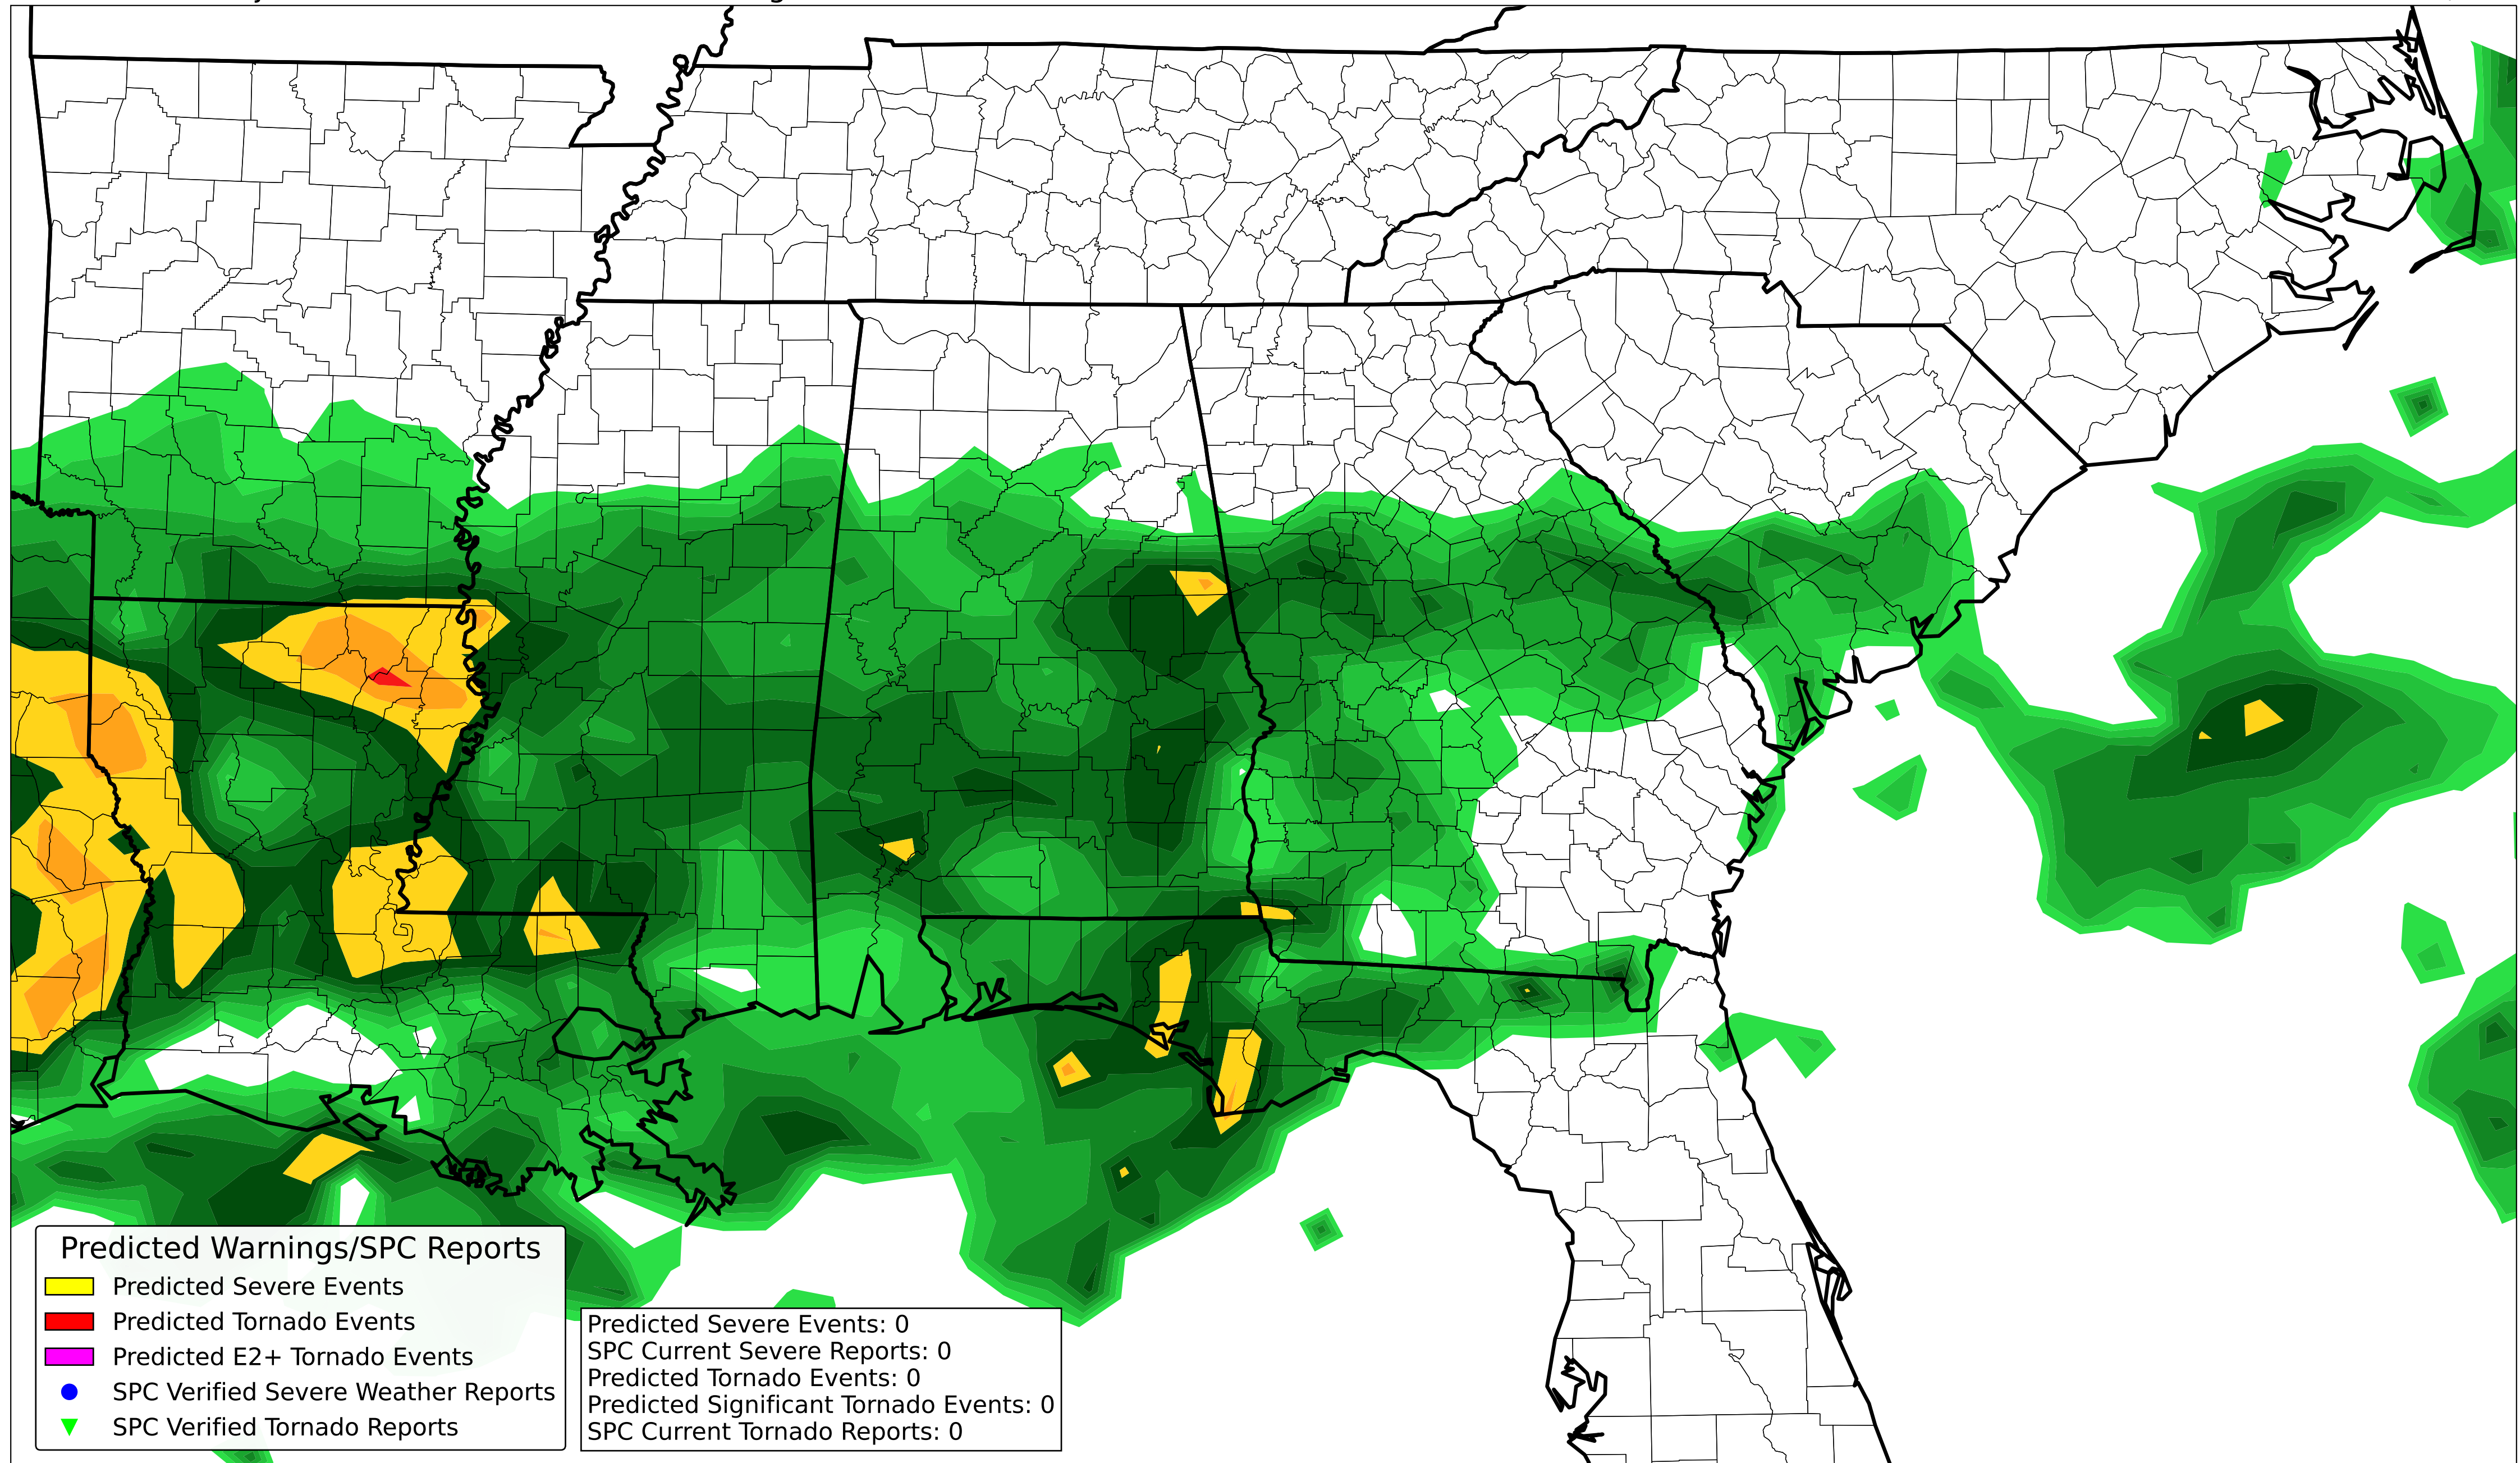 Predicted Warnings/SPC Reports
Predicted Severe Events
Predicted Tornado Events
Predicted E2+ Tornado Events
SPC Verified Severe Weather Reports
SPC Verified Tornado Reports
Predicted Severe Events: 0
SPC Current Severe Reports: 0
Predicted Tornado Events: 0
Predicted Significant Tornado Events: 0
SPC Current Tornado Reports: 0